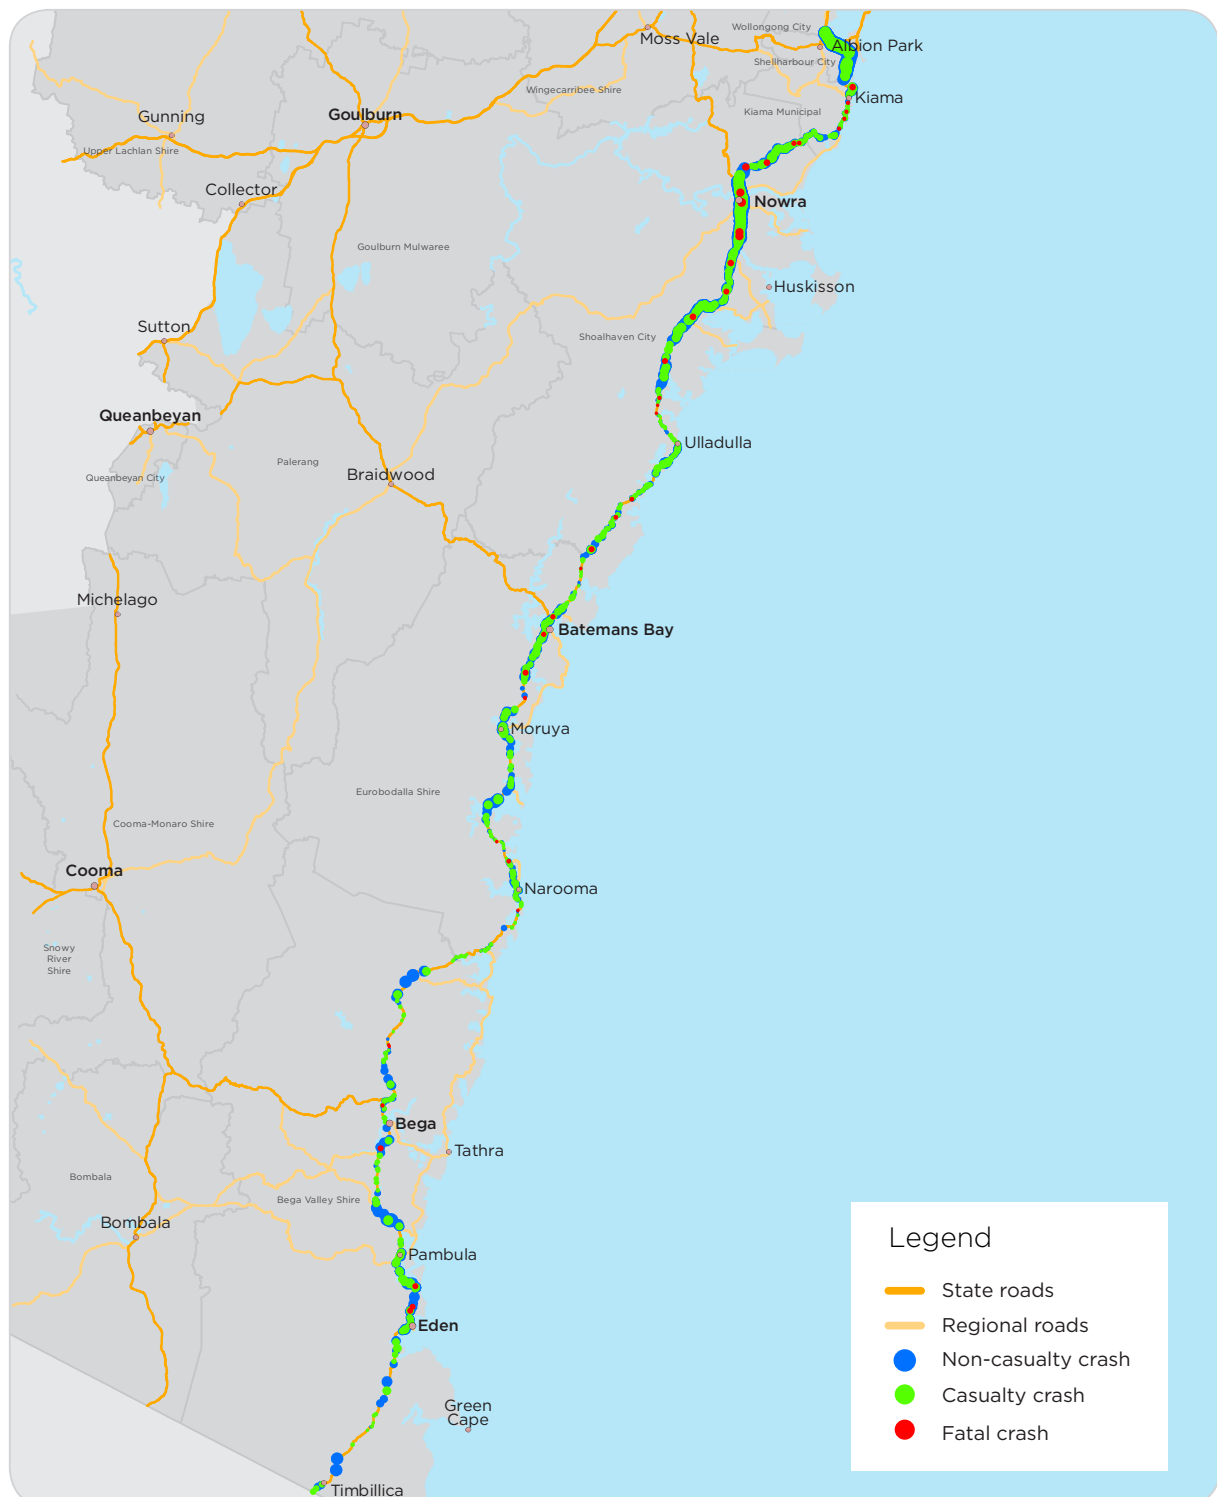 Wollongong City
Moss Vale
Albion Park
Shellharbour City
Wingecarribee Shire
Kiama
Gunning
Goulburn
Kiama Municipal
Upper Lachlan Shire
Collector
Nowra
Goulburn Mulwaree
Huskisson
Sutton
Shoalhaven City
Queanbeyan
Ulladulla
Palerang
Braidwood
Queanbeyan City
Michelago
Batemans Bay
Moruya
Eurobodalla Shire
Cooma-Monaro Shire
Cooma
Narooma
Snowy
River
Shire
Bega
Tathra
Bombala
Bega Valley Shire
Bombala
Pambula
Eden
Green
Cape
Timbillica
Legend
State roads
Regional roads
Non-casualty crash
Casualty crash
Fatal crash